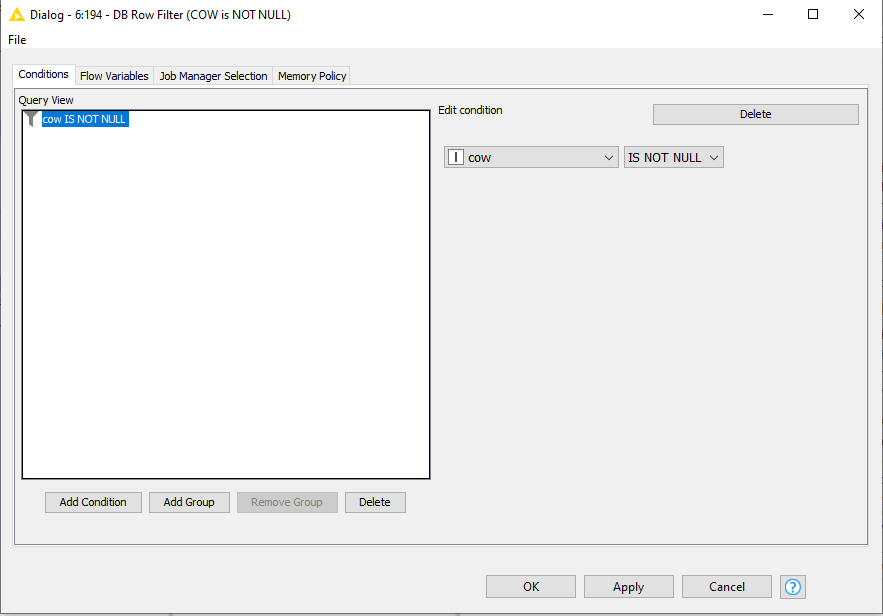 Dialog - 6:194 - DB Row Filter (COW is NOT NULL)
File
Conditions Flow Variables Job Manager Selection Memory Policy
Query View
cow IS NOT NULL
Edit condition
Delete
I cow IS NOT NULL
Add Condition Add Group Remove Group Delete
OK Apply Cancel ?